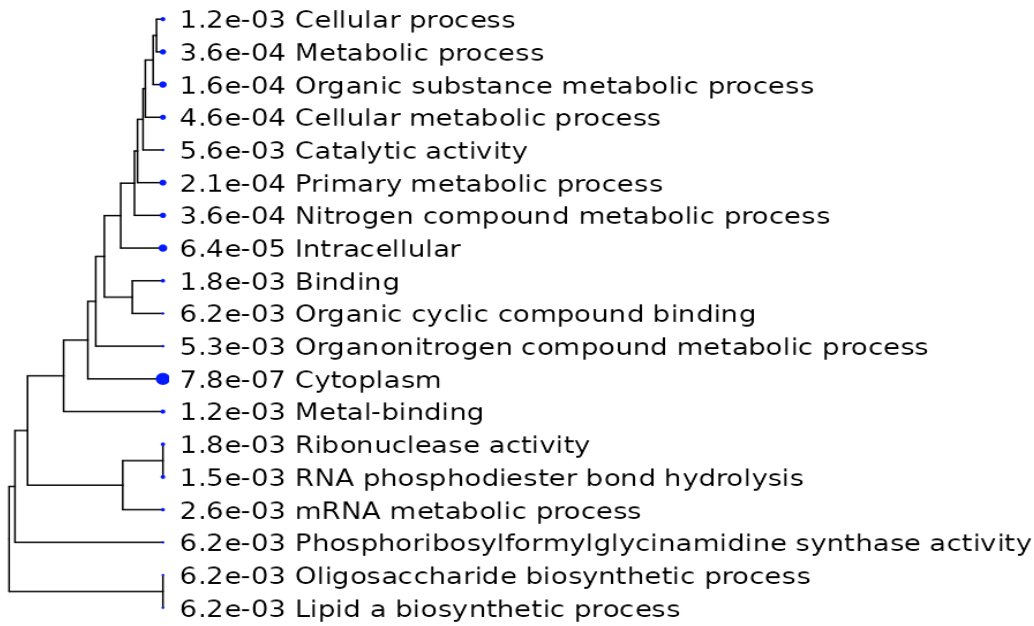 1.2e-03 Cellular process
3.6e-04 Metabolic process
1.6e-04 Organic substance metabolic process
4.6e-04 Cellular metabolic process
5.6e-03 Catalytic activity
2.1e-04 Primary metabolic process
3.6e-04 Nitrogen compound metabolic process
6.4e-05 Intracellular
1.8e-03 Binding
6.2e-03 Organic cyclic compound binding
5.3e-03 Organonitrogen compound metabolic process
7.8e-07 Cytoplasm
1.2e-03 Metal-binding
1.8e-03 Ribonuclease activity
1.5e-03 RNA phosphodiester bond hydrolysis
2.6e-03 mRNA metabolic process
6.2e-03 Phosphoribosylformylglycinamidine synthase activity
6.2e-03 Oligosaccharide biosynthetic process
6.2e-03 Lipid a biosynthetic process